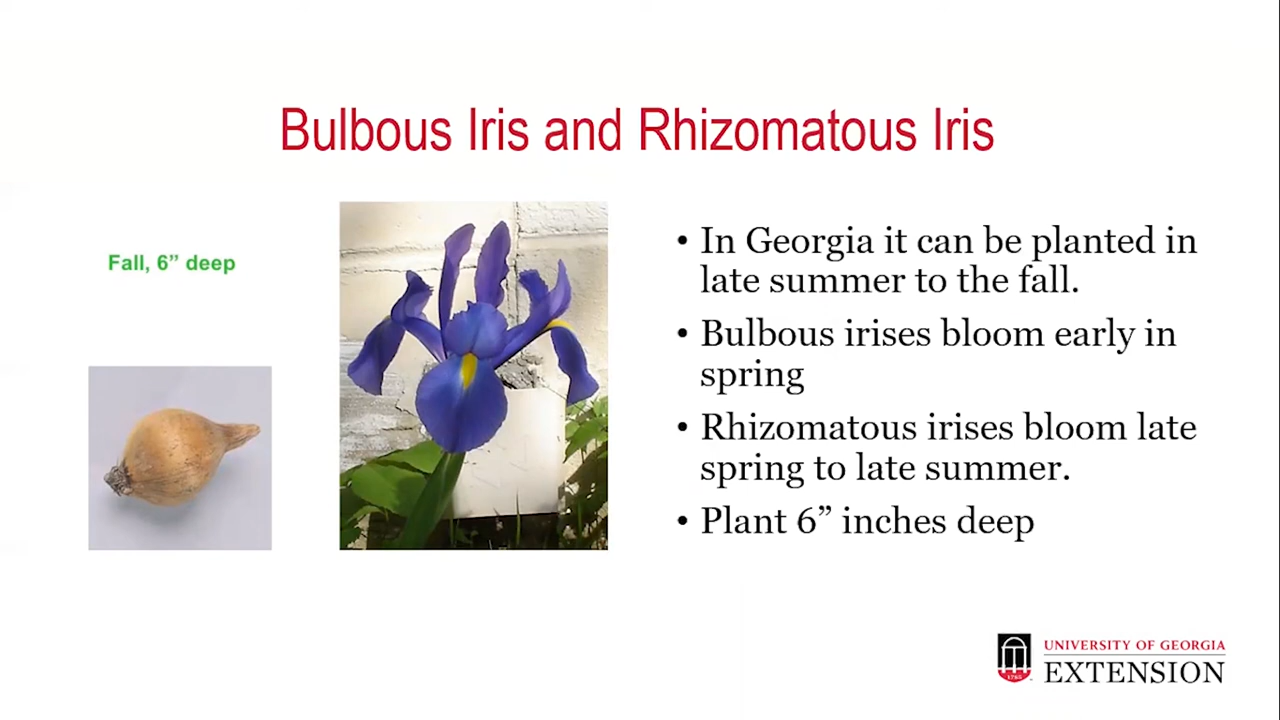 Bulbous Iris and Rhizomatous Iris
Fall, 6” deep
• In Georgia it can be planted in
late summer to the fall.
• Bulbous irises bloom early in
spring
• Rhizomatous irises bloom late
spring to late summer.
• Plant 6” inches deep
1785
UNIVERSITY OF GEORGIA
EXTENSION